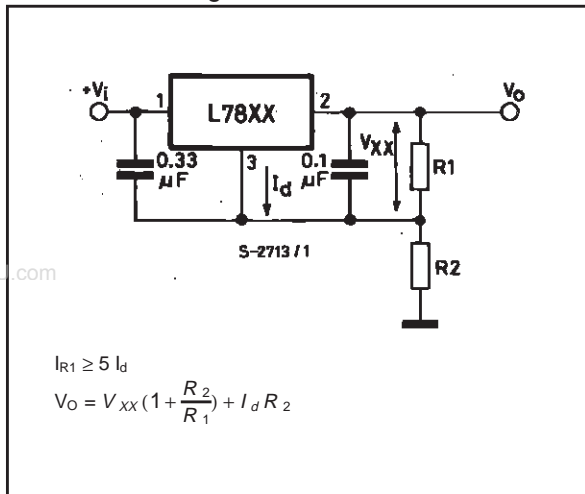 +Vi
1
L78XX
2
Vo
0.33
µF
3
Id
0.1
µF
VXX
R1
S-2713/1
R2
.com
IR1 ≥ 5 Id
VO = VXX (1 + R2/R1) + Id R2